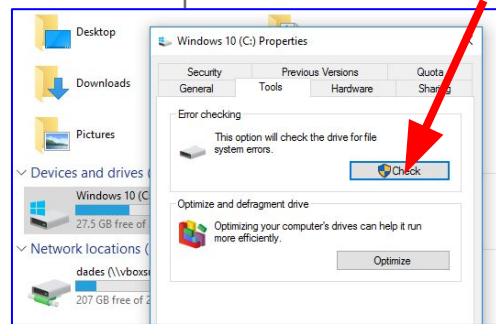 Desktop
Downloads
Pictures
Devices and drives (
Windows 10 (C
27.5 GB free of
Network locations (
dades (\\vboxs
207 GB free of 2
Windows 10 (C:) Properties
Security Previous Versions Quota
General Tools Hardware Sharing
Error checking
This option will check the drive for file
system errors.
Check
Optimize and defragment drive
Optimizing your computer's drives can help it run
more efficiently.
Optimize